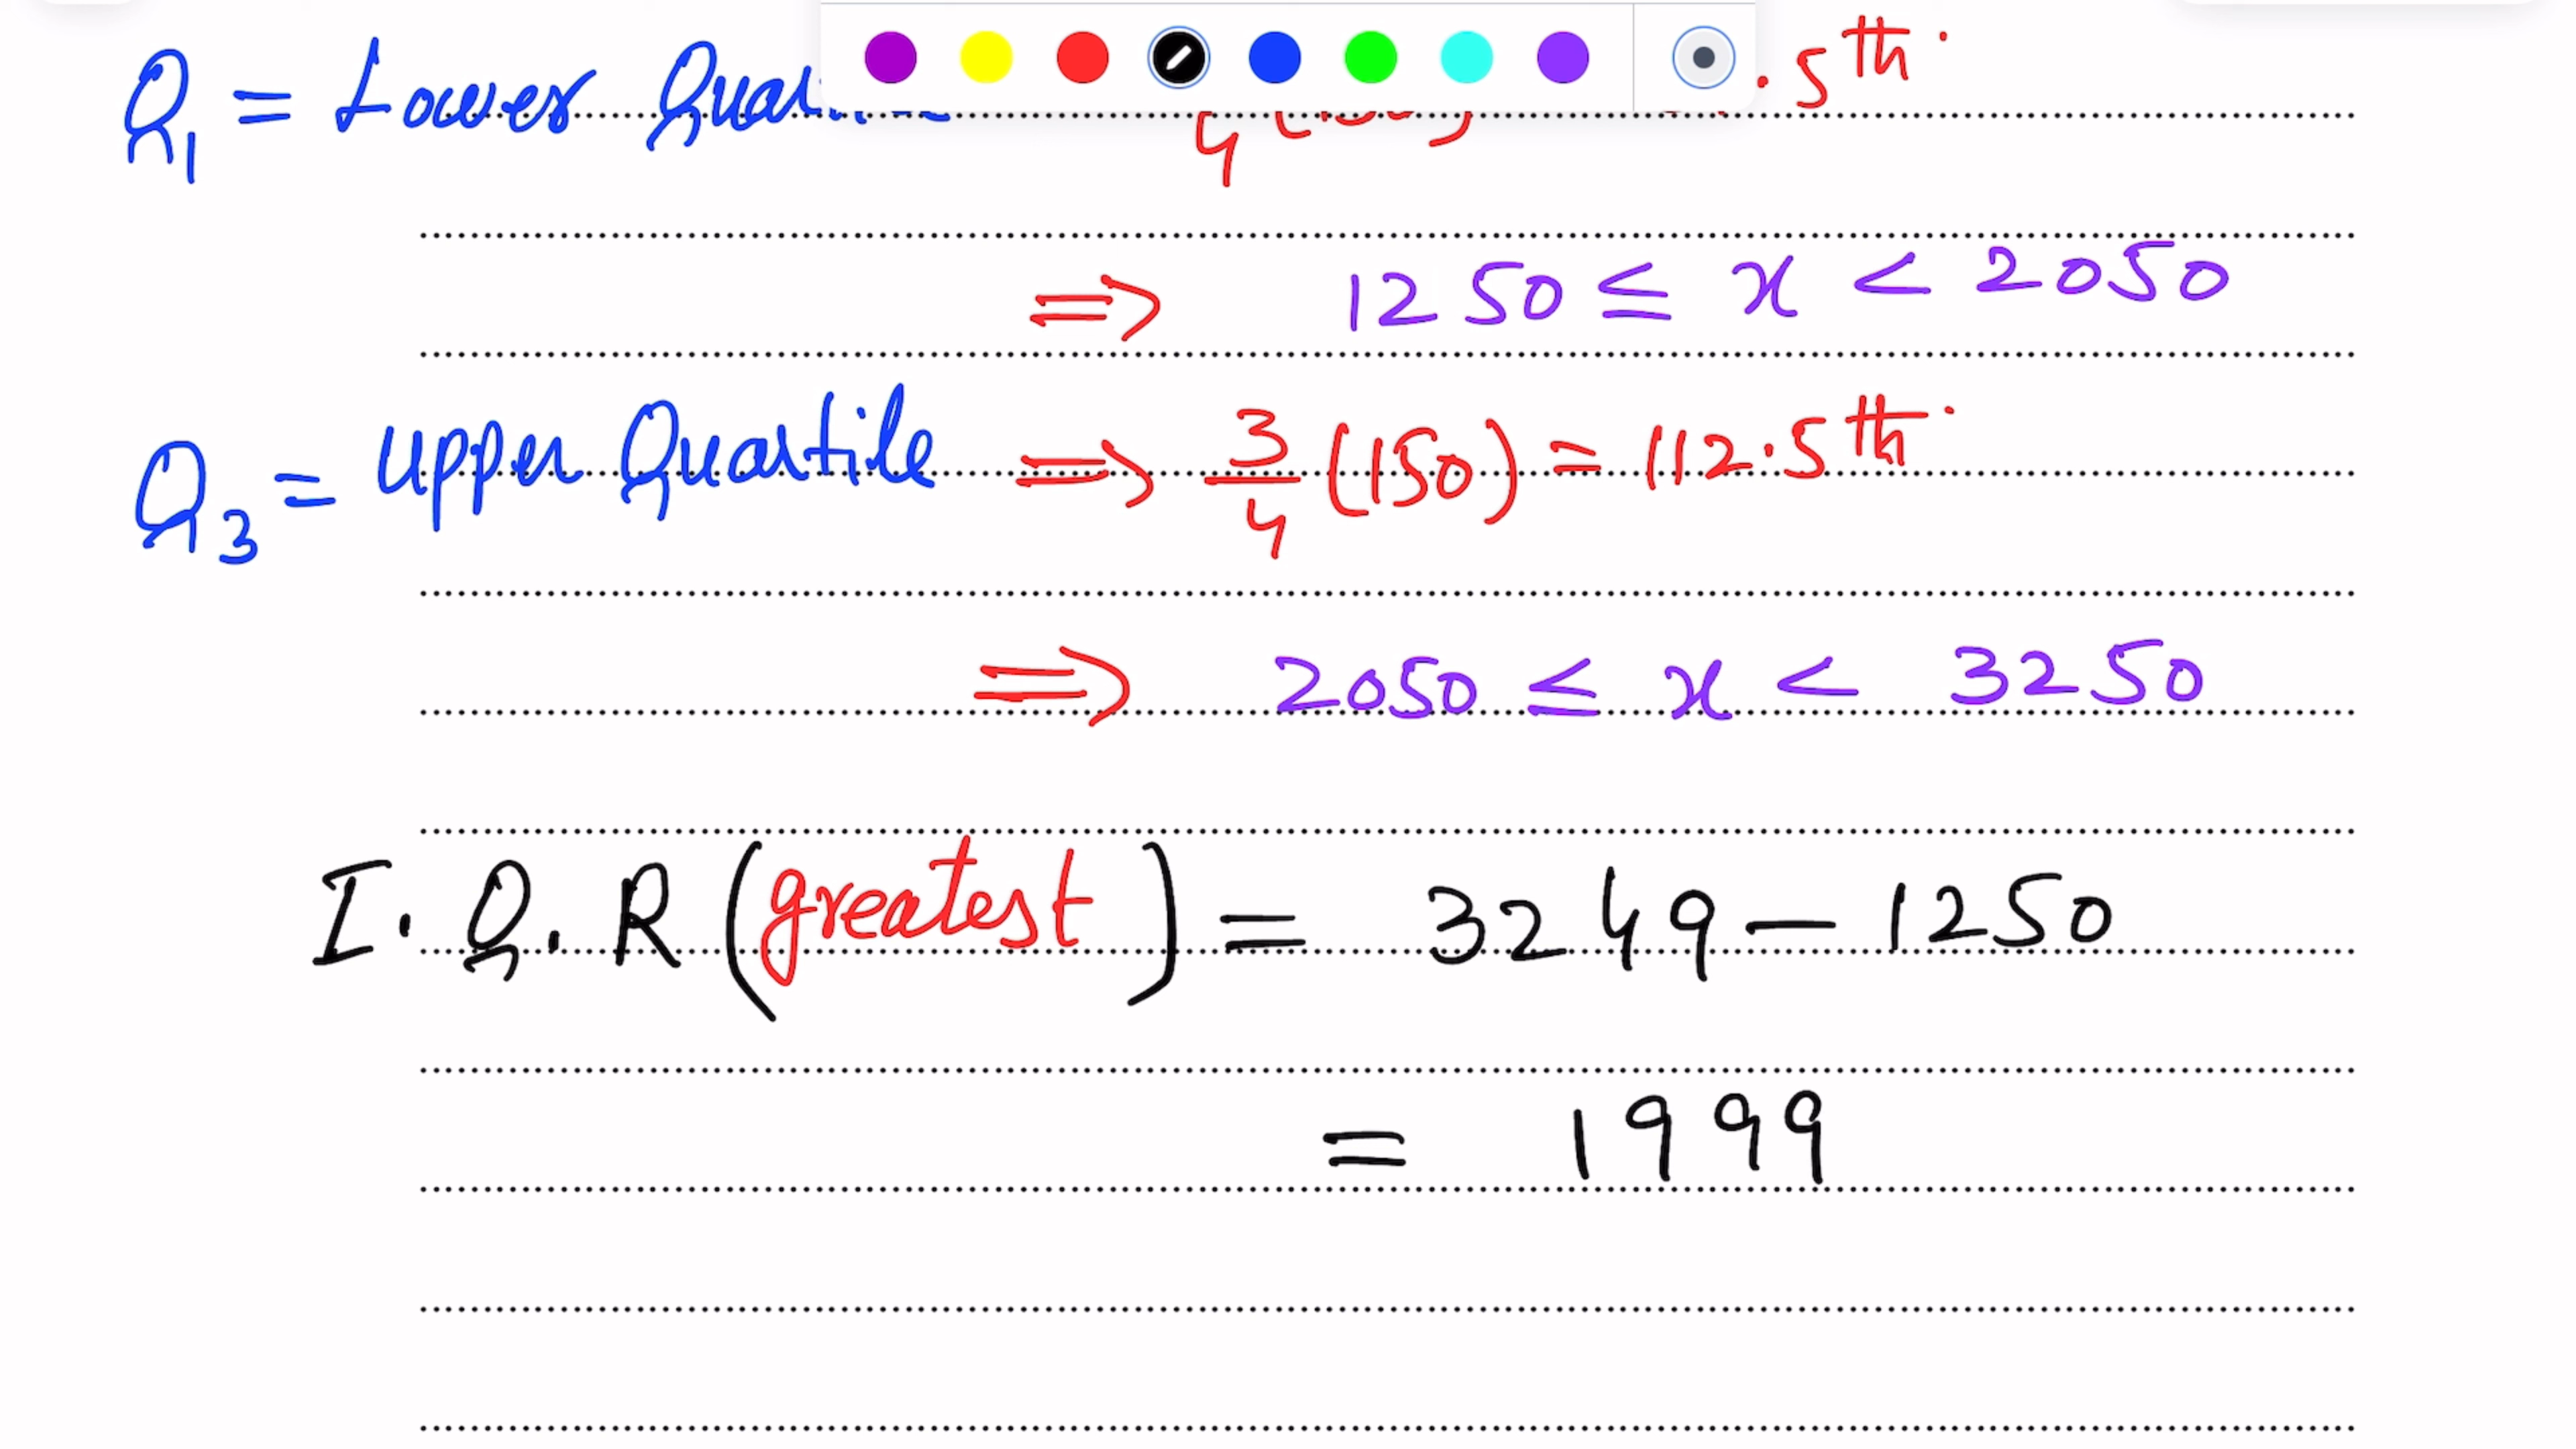 Q₁ = Lower .5th.
4
⇒ 1250 ≤ x < 2050
Q₃ = Upper Quartile ⇒ 3/4 (150) = 112.5th.
⇒ 2050 ≤ x < 3250
I.Q.R (greatest) = 3249 – 1250
= 1999